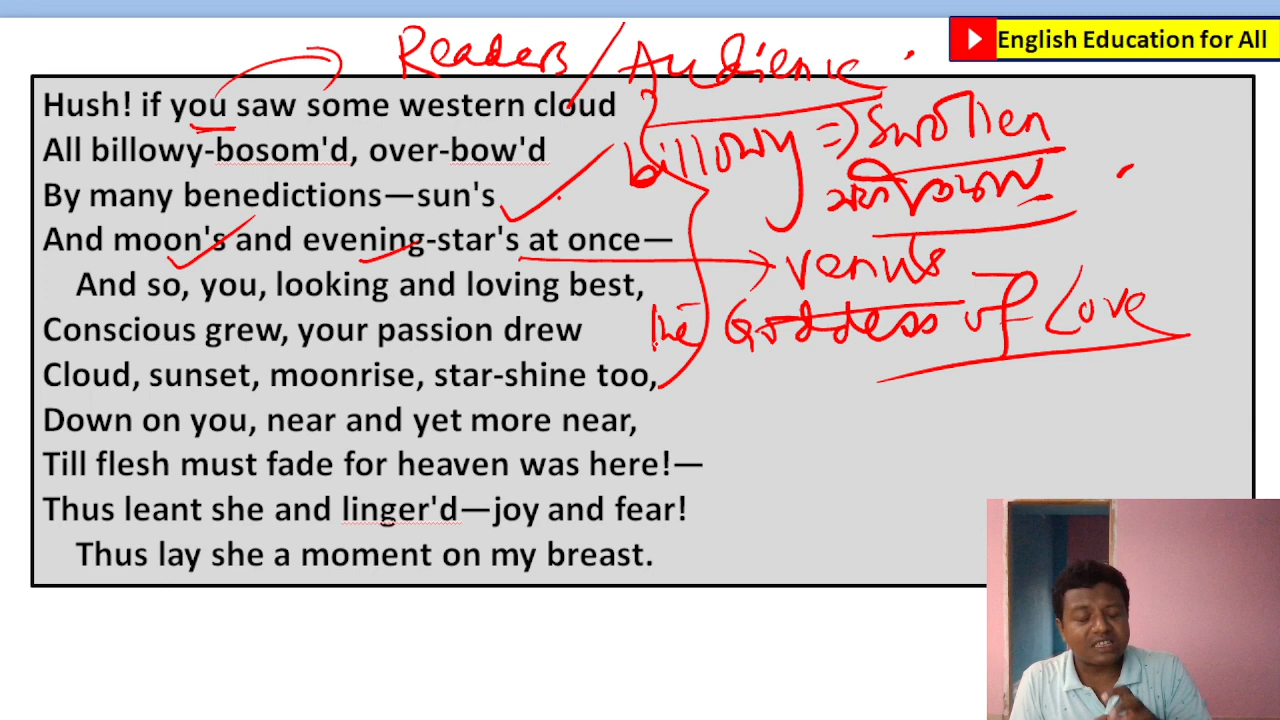 English Education for All
Readers / Audience
Hush! if you saw some western cloud
All billowy-bosom'd, over-bow'd
By many benedictions—sun's
And moon's and evening-star's at once—
And so, you, looking and loving best,
Conscious grew, your passion drew
Cloud, sunset, moonrise, star-shine too,
Down on you, near and yet more near,
Till flesh must fade for heaven was here!—
Thus leant she and linger'd—joy and fear!
Thus lay she a moment on my breast.
billowy => swollen
venus
the Goddess of Love